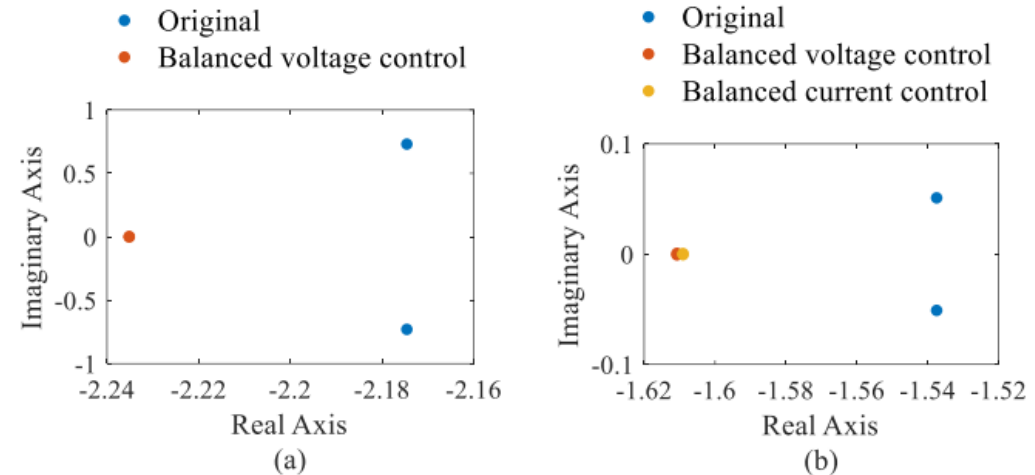 Original
Balanced voltage control
1
0.5
0
-0.5
-1
Imaginary Axis
-2.24 -2.22 -2.2 -2.18 -2.16
Real Axis
(a)
Original
Balanced voltage control
Balanced current control
0.1
0
-0.1
Imaginary Axis
-1.62 -1.6 -1.58 -1.56 -1.54 -1.52
Real Axis
(b)